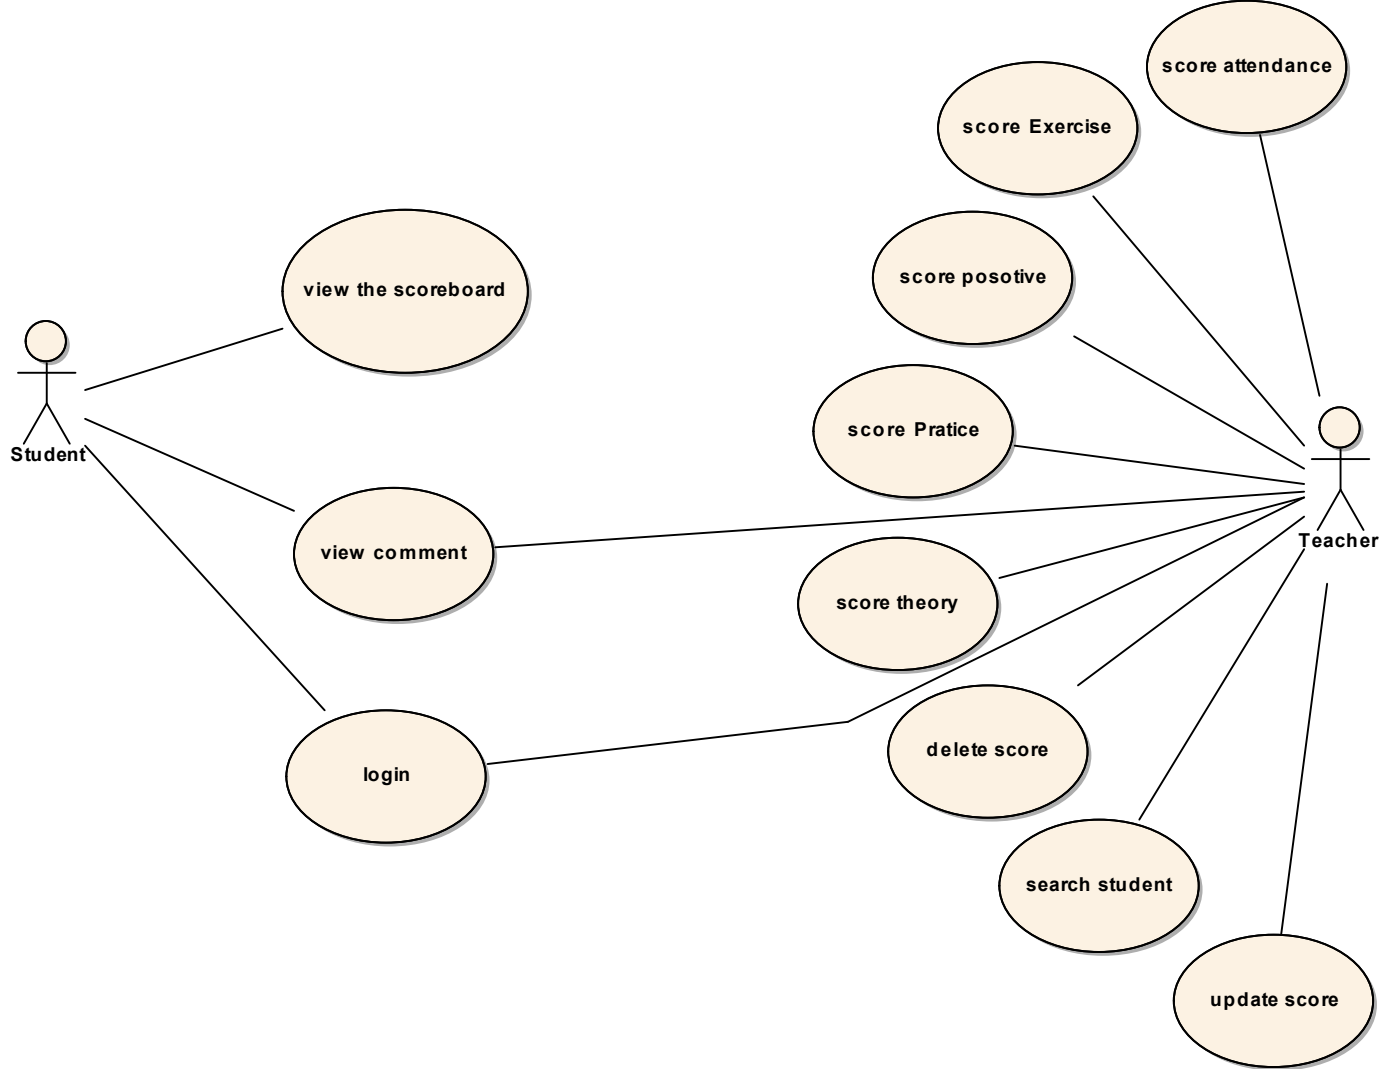 score attendance
score Exercise
score posotive
view the scoreboard
score Pratice
Student
Teacher
view comment
score theory
delete score
login
search student
update score